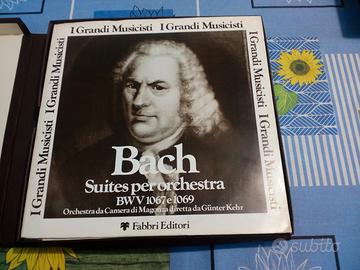 I Grandi Musicisti I Grandi Musicisti
I Grandi Musicisti I Grandi Musicisti
I Grandi Musicisti I Grandi Musicisti
Bach
Suites per orchestra
BWV 1067 e 1069
Orchestra da Camera di Magonza diretta da Günter Kehr
Fabbri Editori
subito